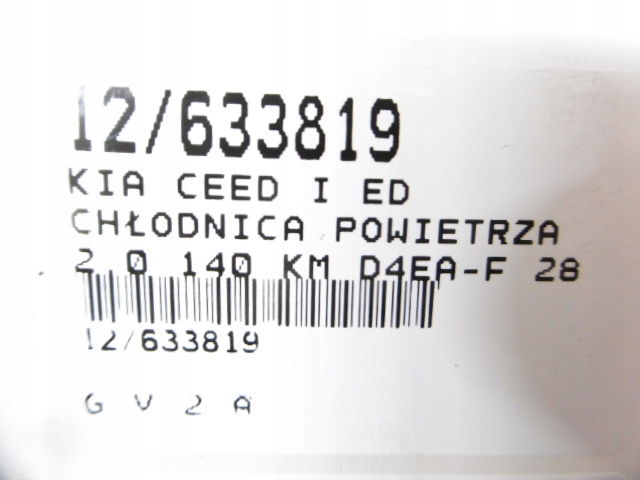 12/633819
KIA CEED I ED
CHŁODNICA POWIETRZA
2.0 140 KM D4EA-F 28
12/633819
G V 2 A